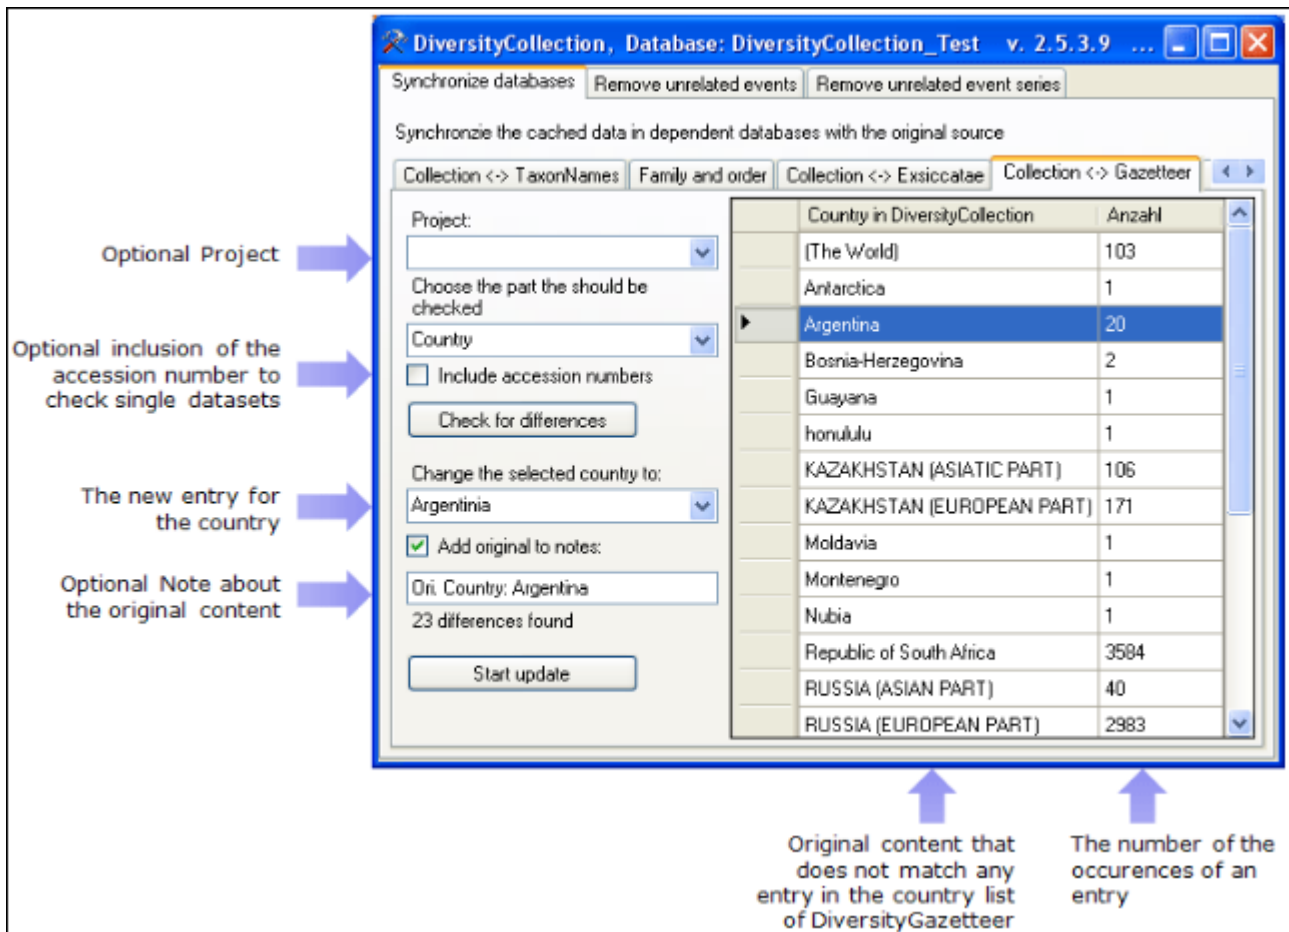 DiversityCollection, Database: DiversityCollection_Test v. 2.5.3.9 ...
Synchronize databases Remove unrelated events Remove unrelated event series
Synchronzie the cached data in dependent databases with the original source
Collection <-> TaxonNames Family and order Collection <-> Exsiccatae Collection <-> Gazetteer
Project:
Choose the part the should be
checked
Country
Include accession numbers
Check for differences
Change the selected country to:
Argentinia
Add original to notes:
Ori. Country: Argentina
23 differences found
Start update
Country in DiversityCollection Anzahl
(The World) 103
Antarctica 1
Argentina 20
Bosnia-Herzegovina 2
Guayana 1
honululu 1
KAZAKHSTAN (ASIATIC PART) 106
KAZAKHSTAN (EUROPEAN PART) 171
Moldavia 1
Montenegro 1
Nubia 1
Republic of South Africa 3584
RUSSIA (ASIAN PART) 40
RUSSIA (EUROPEAN PART) 2983
Optional Project
Optional inclusion of the
accession number to
check single datasets
The new entry for
the country
Optional Note about
the original content
Original content that
does not match any
entry in the country list
of DiversityGazetteer
The number of the
occurences of an
entry